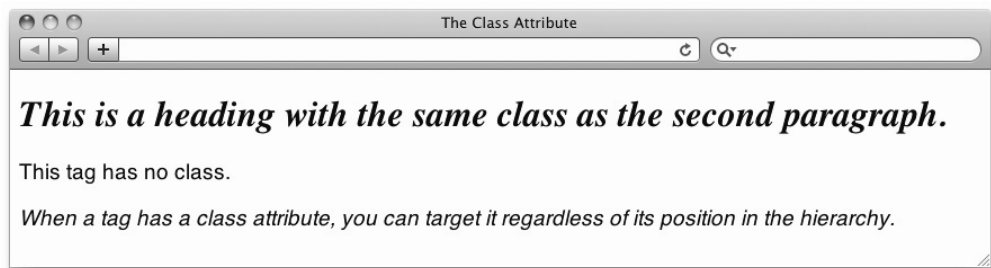 The Class Attribute
This is a heading with the same class as the second paragraph.
This tag has no class.
When a tag has a class attribute, you can target it regardless of its position in the hierarchy.